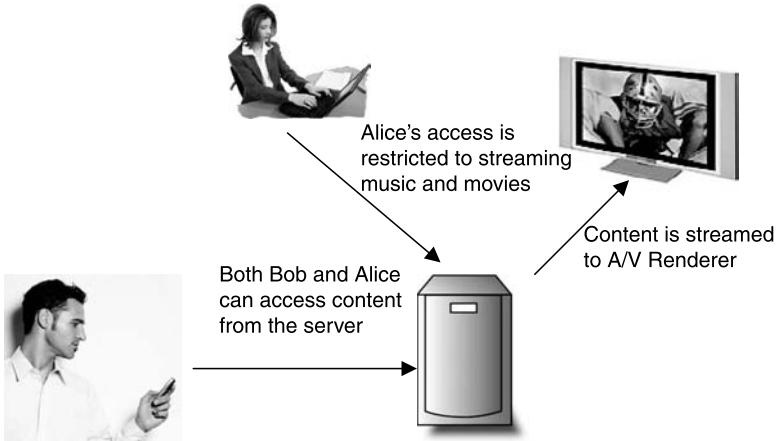 Alice’s access is
restricted to streaming
music and movies
Content is streamed
to A/V Renderer
Both Bob and Alice
can access content
from the server